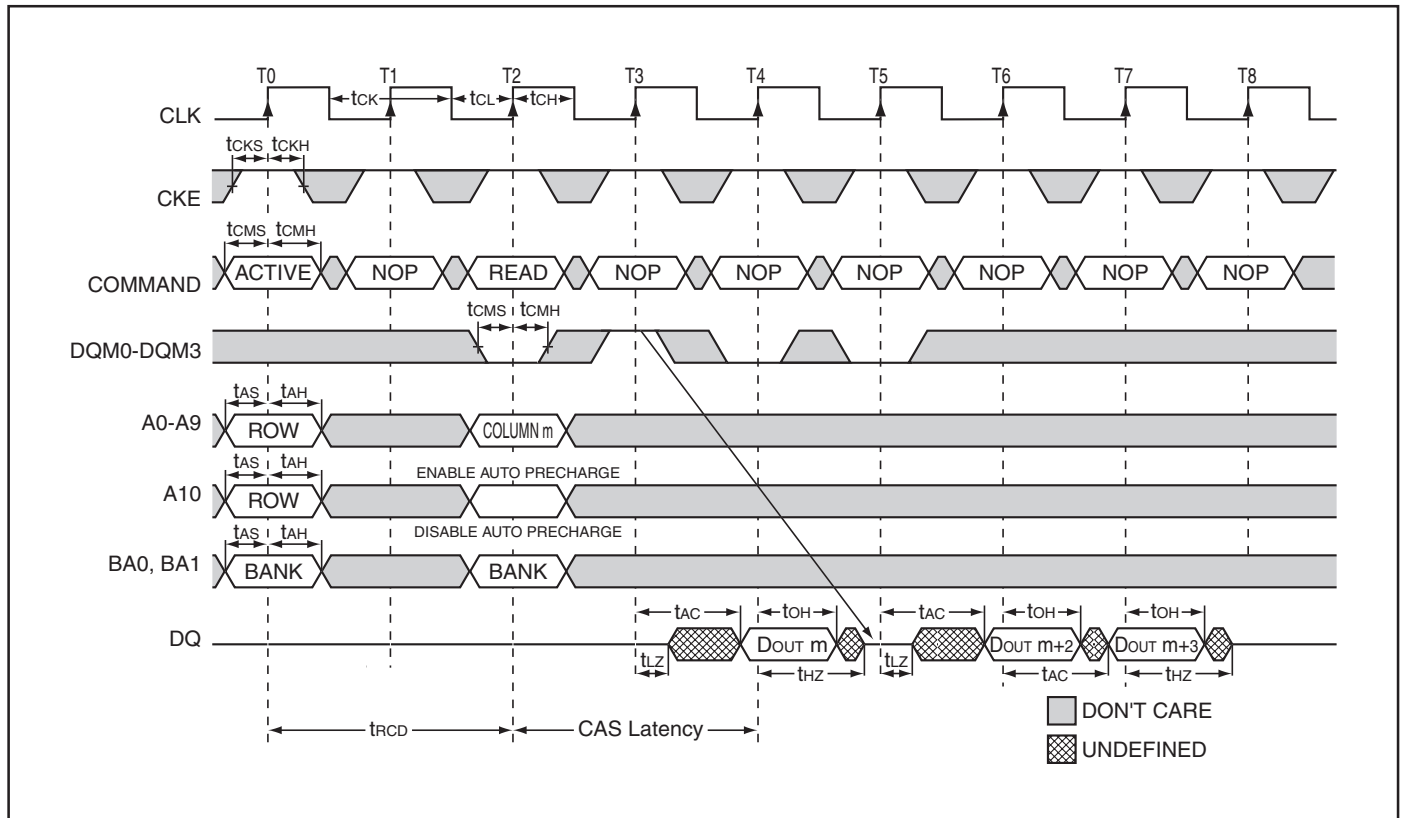 T0 T1 T2 T3 T4 T5 T6 T7 T8
CLK tCK tCL tCH
tCKS tCKH
CKE
tCMS tCMH
COMMAND ACTIVE NOP READ NOP NOP NOP NOP NOP NOP
tCMS tCMH
DQM0-DQM3
tAS tAH
A0-A9 ROW COLUMN m
tAS tAH ENABLE AUTO PRECHARGE
A10 ROW
tAS tAH DISABLE AUTO PRECHARGE
BA0, BA1 BANK BANK
tAC tOH tAC tOH tOH
DQ DOUT m DOUT m+2 DOUT m+3
tLZ tHZ tLZ tAC tHZ
DON'T CARE
tRCD CAS Latency
UNDEFINED